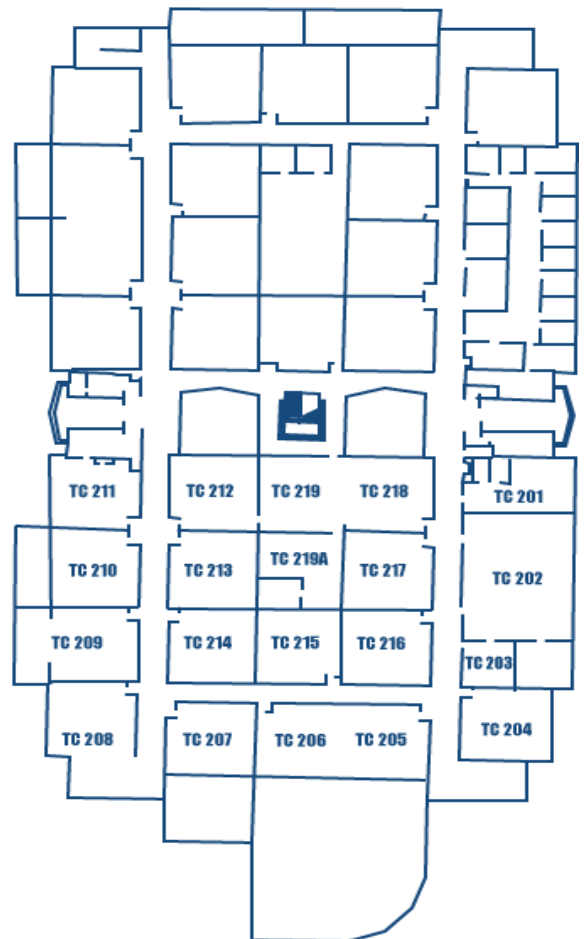 TC 211
TC 212
TC 219
TC 218
TC 201
TC 210
TC 213
TC 219A
TC 217
TC 202
TC 209
TC 214
TC 215
TC 216
TC 203
TC 208
TC 207
TC 206
TC 205
TC 204